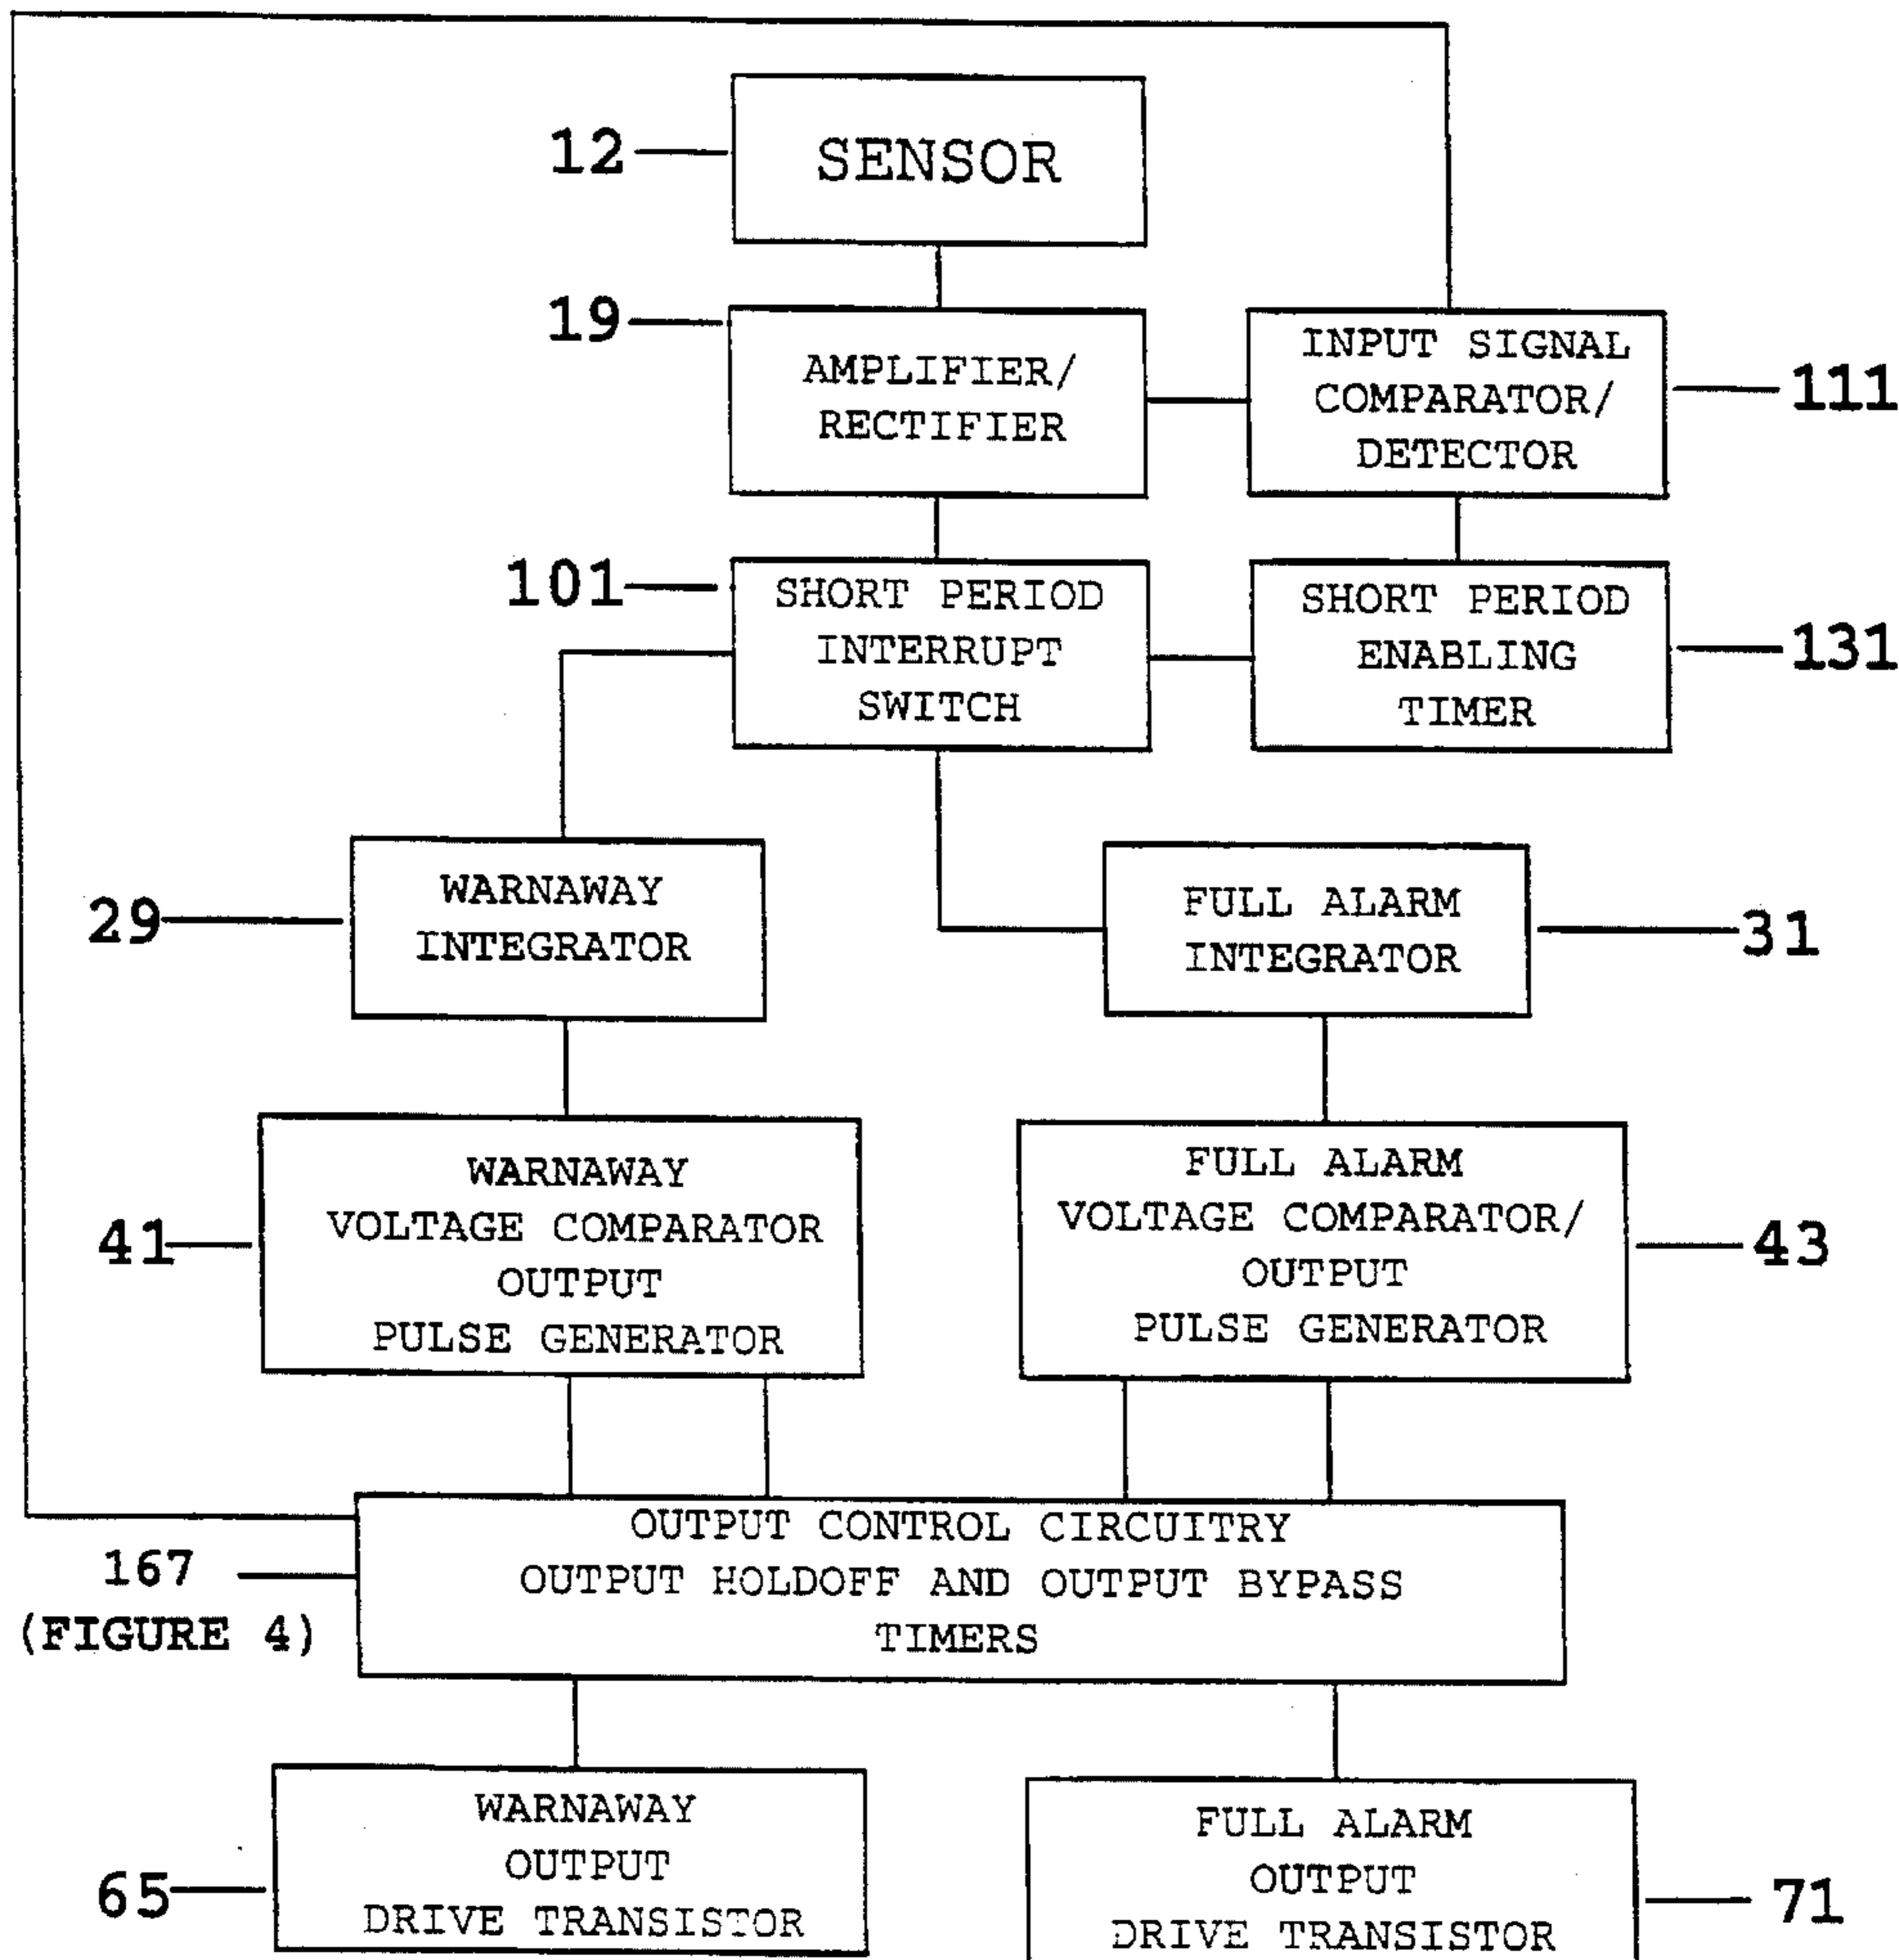 12
SENSOR
19
AMPLIFIER/
RECTIFIER
INPUT SIGNAL
COMPARATOR/
DETECTOR
111
101
SHORT PERIOD
INTERRUPT
SWITCH
SHORT PERIOD
ENABLING
TIMER
131
29
WARNAWAY
INTEGRATOR
FULL ALARM
INTEGRATOR
31
41
WARNAWAY
VOLTAGE COMPARATOR
OUTPUT
PULSE GENERATOR
FULL ALARM
VOLTAGE COMPARATOR/
OUTPUT
PULSE GENERATOR
43
167
(FIGURE 4)
OUTPUT CONTROL CIRCUITRY
OUTPUT HOLDOFF AND OUTPUT BYPASS
TIMERS
65
WARNAWAY
OUTPUT
DRIVE TRANSISTOR
FULL ALARM
OUTPUT
DRIVE TRANSISTOR
71